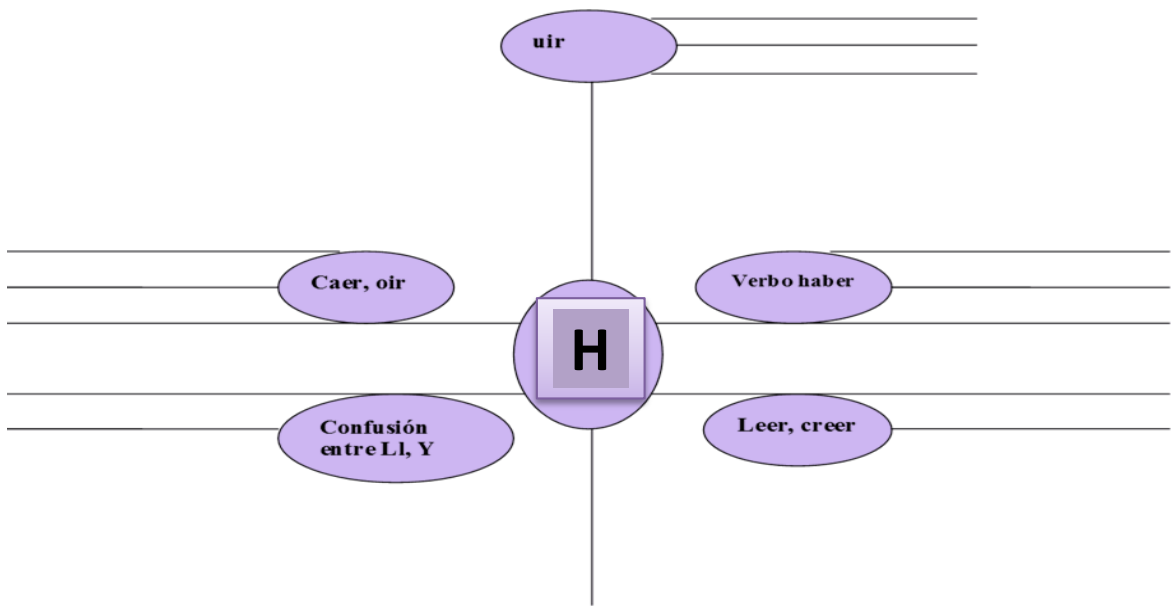 uir
Caer, oir
Verbo haber
H
Confusión
entre Ll, Y
Leer, creer